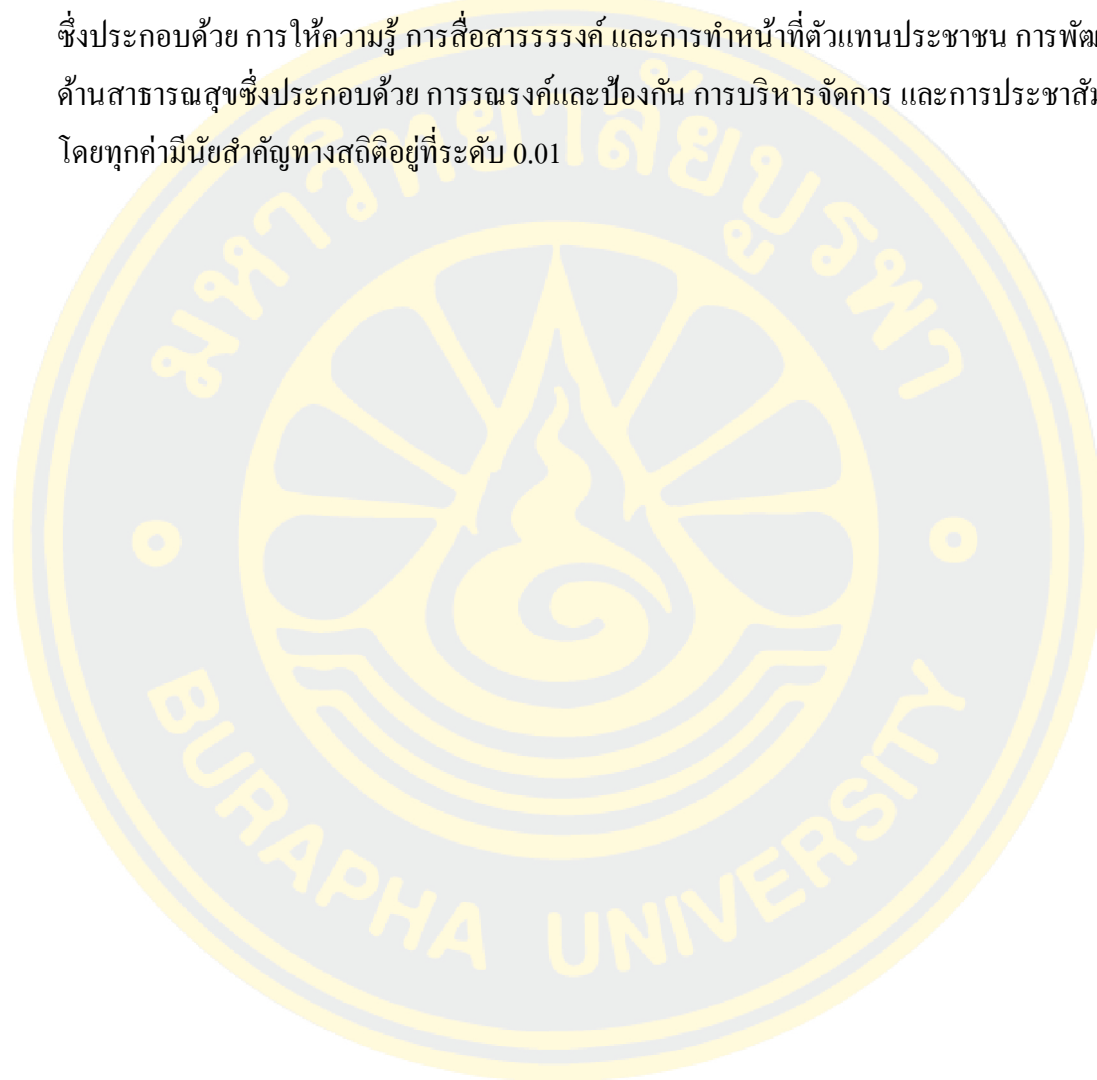 ซึ่งประกอบด้วย การให้ความรู้ การสื่อสารรรรงค์ และการทำหน้าที่ตัวแทนประชาชน การพัฒ
ด้านสาธารณสุขซึ่งประกอบด้วย การรณรงค์และป้องกัน การบริหารจัดการ และการประชาสัม
โดยทุกค่ามีนัยสำคัญทางสถิติอยู่ที่ระดับ 0.01
มหาวิทยาลัยบูรพา
BURAPHA UNIVERSITY